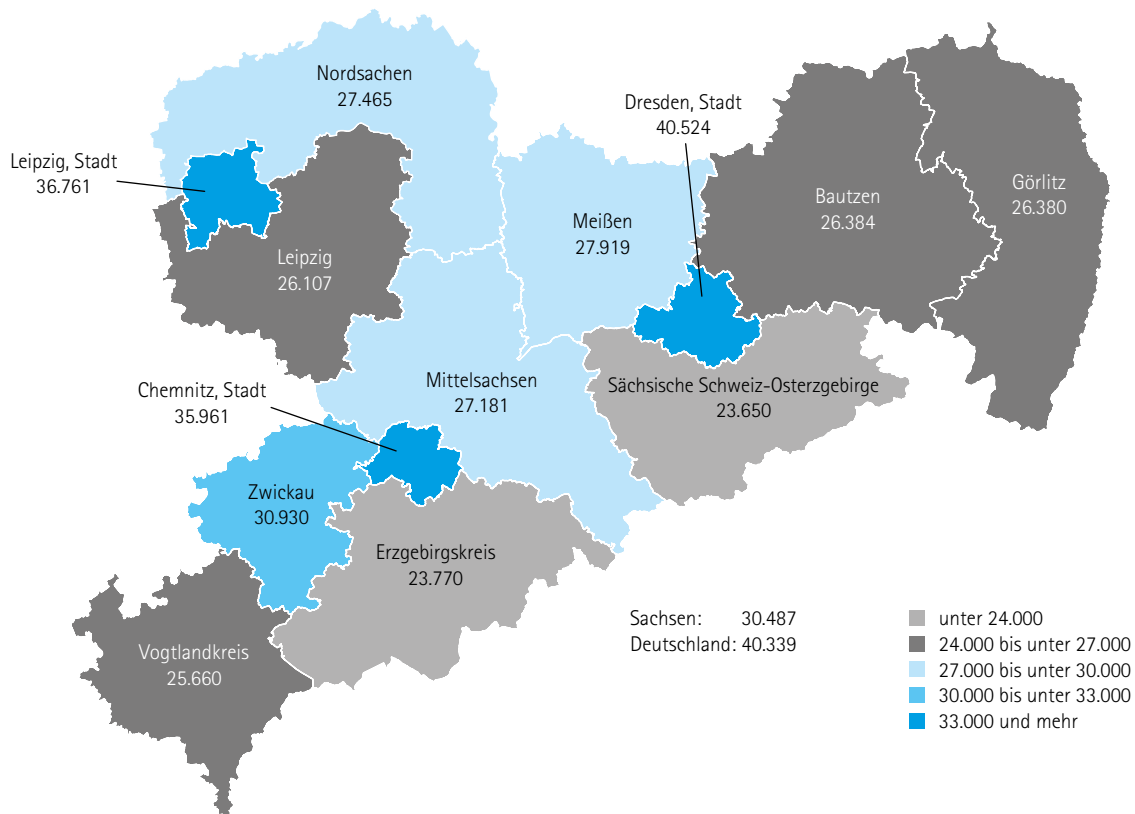 Nordsachen
27.465
Dresden, Stadt
40.524
Leipzig, Stadt
36.761
Bautzen
26.384
Görlitz
26.380
Meißen
27.919
Leipzig
26.107
Mittelsachsen
27.181
Sächsische Schweiz-Osterzgebirge
23.650
Chemnitz, Stadt
35.961
Zwickau
30.930
Erzgebirgskreis
23.770
Vogtlandkreis
25.660
Sachsen: 30.487
Deutschland: 40.339
unter 24.000
24.000 bis unter 27.000
27.000 bis unter 30.000
30.000 bis unter 33.000
33.000 und mehr